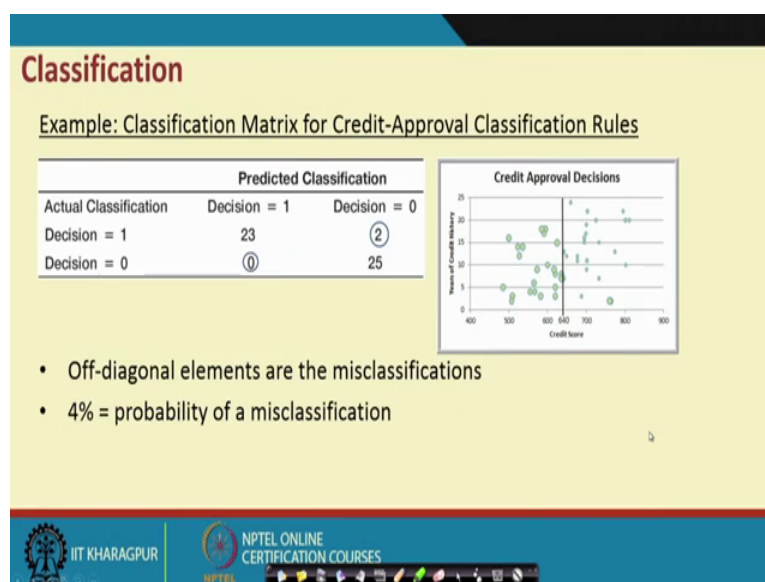 Classification
Example: Classification Matrix for Credit-Approval Classification Rules
Predicted Classification
Actual Classification Decision = 1 Decision = 0
Decision = 1 23 2
Decision = 0 0 25
Credit Approval Decisions
Years of Credit History
25
20
15
10
5
0
400 500 600 640 700 800 900
Credit Score
• Off-diagonal elements are the misclassifications
• 4% = probability of a misclassification
IIT KHARAGPUR
NPTEL ONLINE
CERTIFICATION COURSES
NPTEL